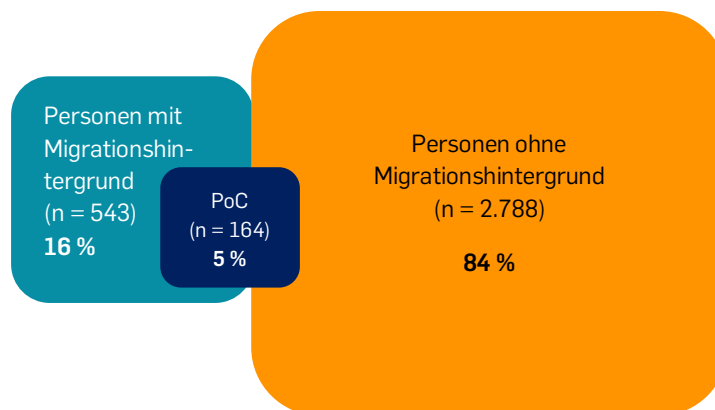 Personen mit
Migrationshin-
tergrund
(n = 543)
16 %
PoC
(n = 164)
5 %
Personen ohne
Migrationshintergrund
(n = 2.788)
84 %